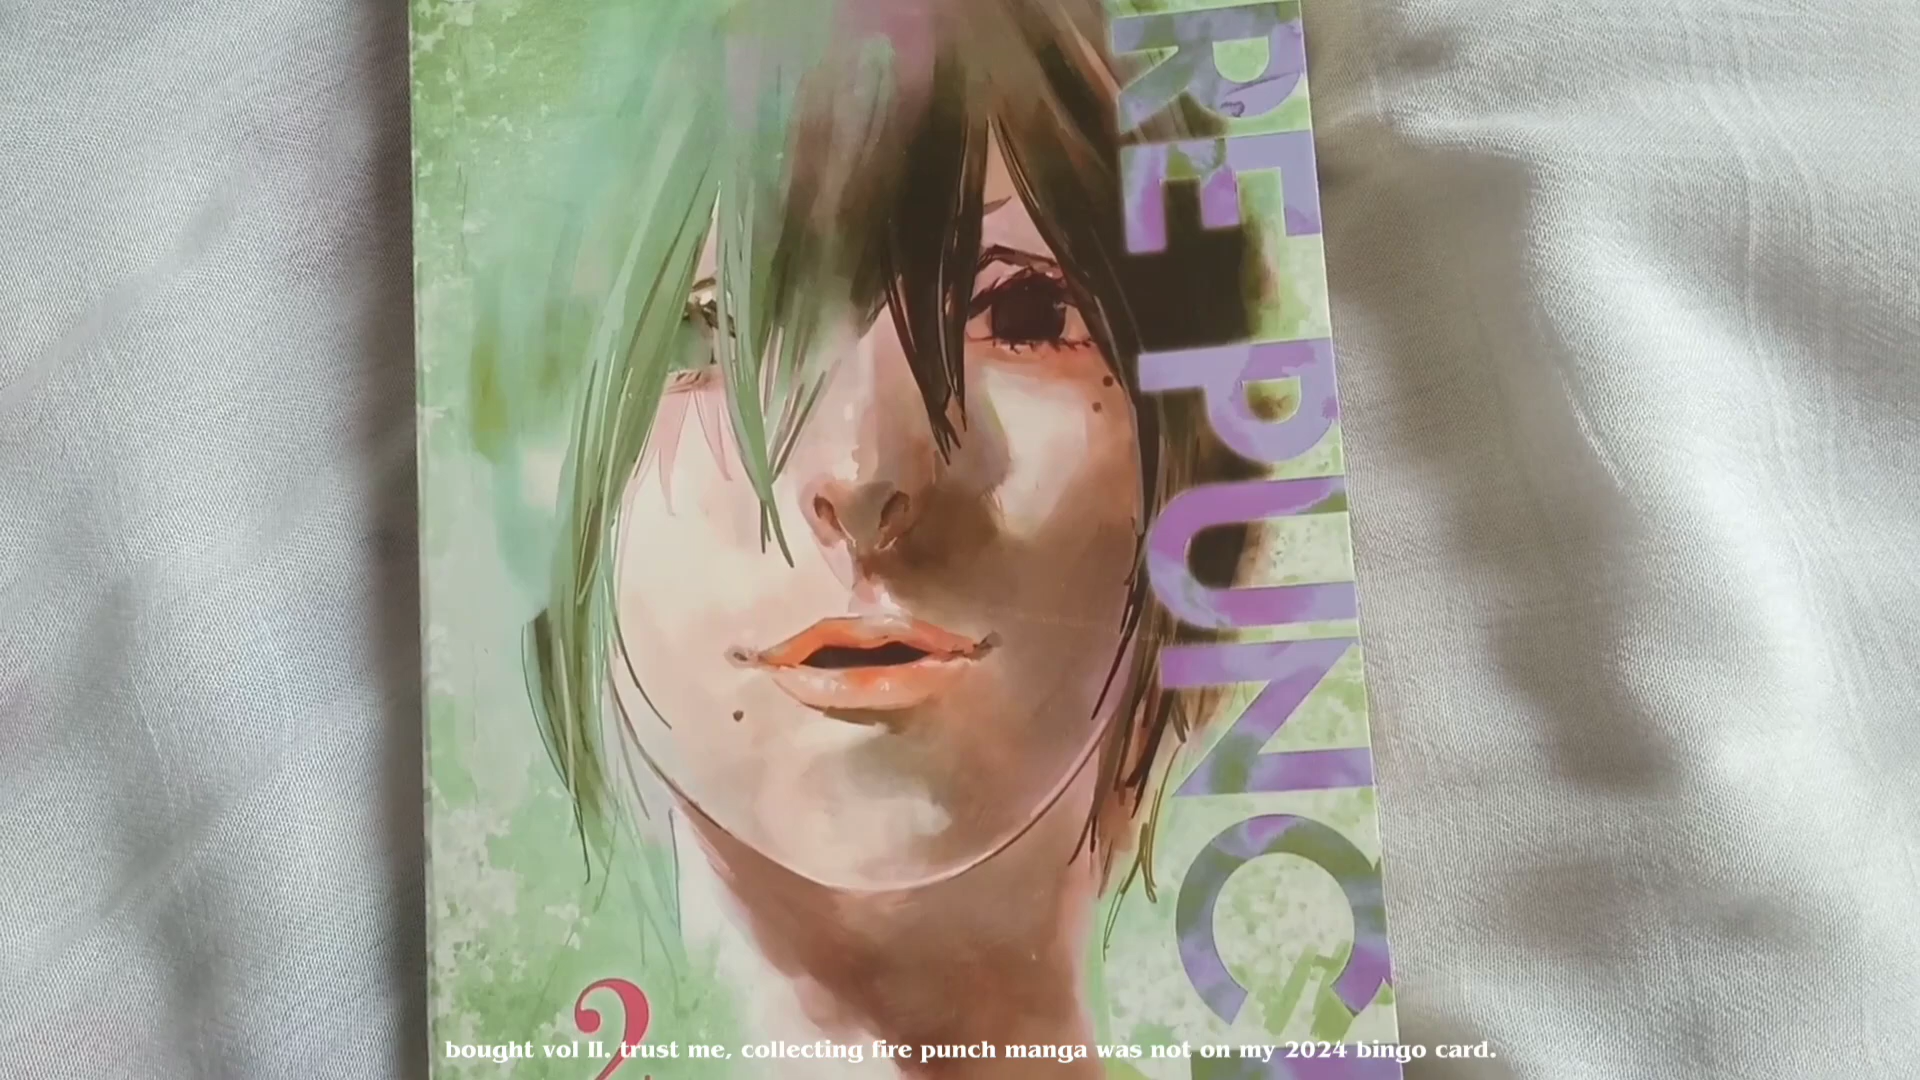 RE PUNC
2
bought vol II. trust me, collecting fire punch manga was not on my 2024 bingo card.